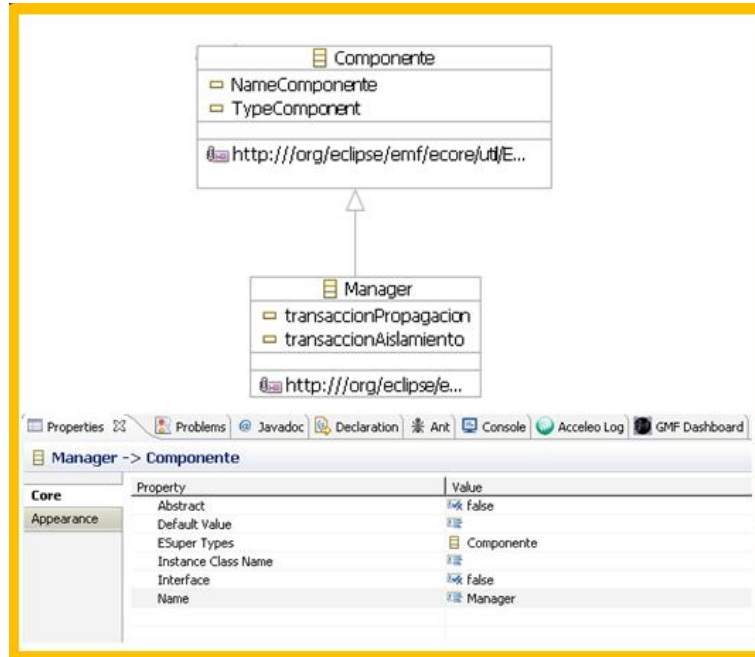 Componente
NameComponente
TypeComponent
http:///org/eclipse/emf/ecore/util/E...
Manager
transaccionPropagacion
transaccionAislamiento
http:///org/eclipse/e...
Properties Problems @ Javadoc Declaration Ant Console Acceleo Log GMF Dashboard
Manager -> Componente
Core
Appearance
Property Value
Abstract false
Default Value
ESuper Types Componente
Instance Class Name
Interface false
Name Manager